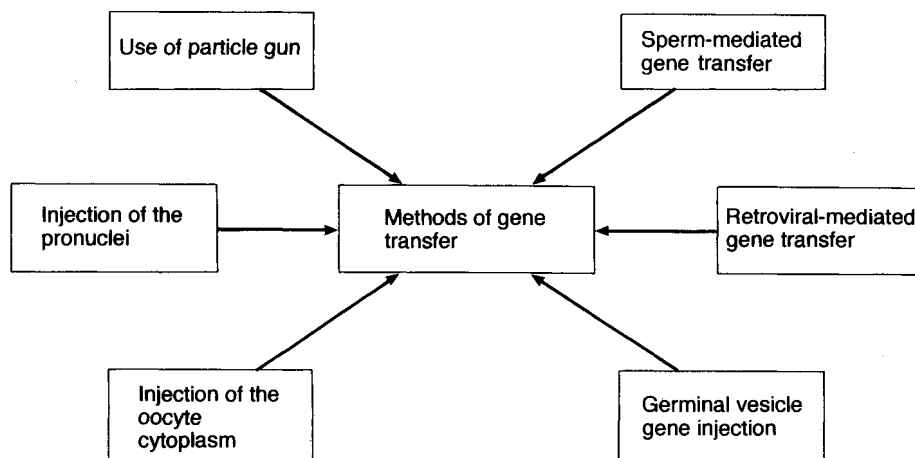 Use of particle gun
Sperm-mediated
gene transfer
Injection of the
pronuclei
Methods of gene
transfer
Retroviral-mediated
gene transfer
Injection of the
oocyte
cytoplasm
Germinal vesicle
gene injection